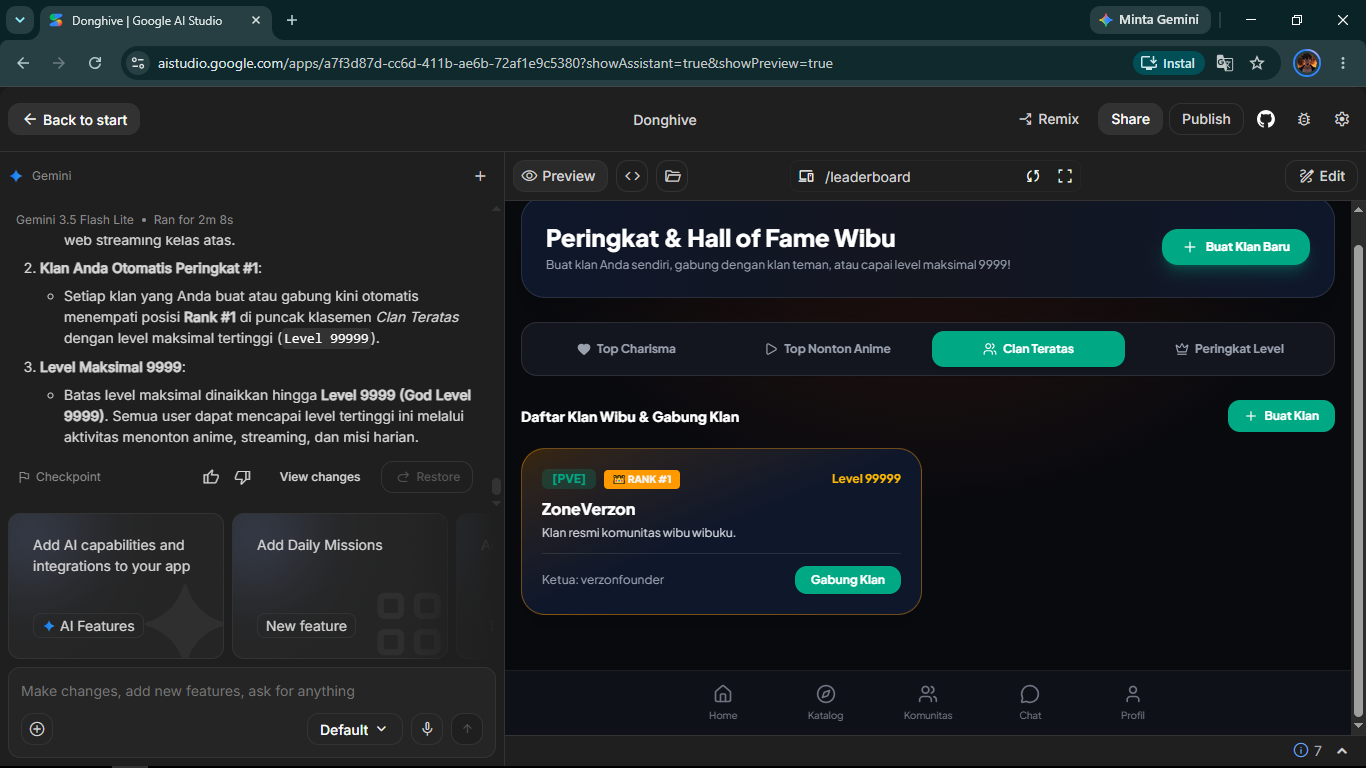 Donghive | Google AI Studio
Minta Gemini
aistudio.google.com/apps/a7f3d87d-cc6d-411b-ae6b-72af1e9c5380?showAssistant=true&showPreview=true
Instal
Back to start
Donghive
Remix
Share
Publish
Gemini
Preview
/leaderboard
Edit
Gemini 3.5 Flash Lite • Ran for 2m 8s
web streaming kelas atas.
2. Klan Anda Otomatis Peringkat #1:
Setiap klan yang Anda buat atau gabung kini otomatis
menempati posisi Rank #1 di puncak klasemen Clan Teratas
dengan level maksimal tertinggi (Level 99999).
3. Level Maksimal 9999:
Batas level maksimal dinaikkan hingga Level 9999 (God Level
9999). Semua user dapat mencapai level tertinggi ini melalui
aktivitas menonton anime, streaming, dan misi harian.
Checkpoint
View changes
Restore
Add AI capabilities and
integrations to your app
AI Features
Add Daily Missions
New feature
Make changes, add new features, ask for anything
Default
Peringkat & Hall of Fame Wibu
Buat klan Anda sendiri, gabung dengan klan teman, atau capai level maksimal 9999!
+ Buat Klan Baru
Top Charisma
Top Nonton Anime
Clan Teratas
Peringkat Level
Daftar Klan Wibu & Gabung Klan
+ Buat Klan
[PVE]
RANK #1
Level 99999
ZoneVerzon
Klan resmi komunitas wibu wibuku.
Ketua: verzonfounder
Gabung Klan
Home
Katalog
Komunitas
Chat
Profil
7